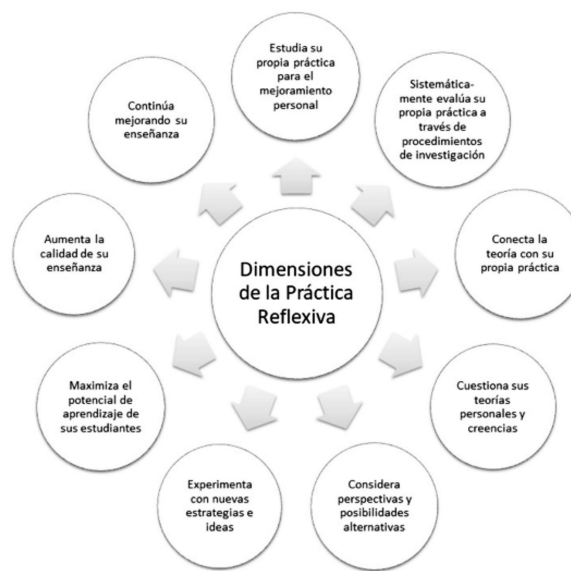 Estudia su
propia práctica
para el
mejoramiento
personal
Sistemática-
mente evalúa su
propia práctica a
través de
procedimientos
de investigación
Conecta la
teoría con su
propia práctica
Cuestiona sus
teorías
personales y
creencias
Considera
perspectivas y
posibilidades
alternativas
Experimenta
con nuevas
estrategias e
ideas
Maximiza el
potencial de
aprendizaje de
sus estudiantes
Aumenta la
calidad de su
enseñanza
Continúa
mejorando su
enseñanza
Dimensiones
de la Práctica
Reflexiva